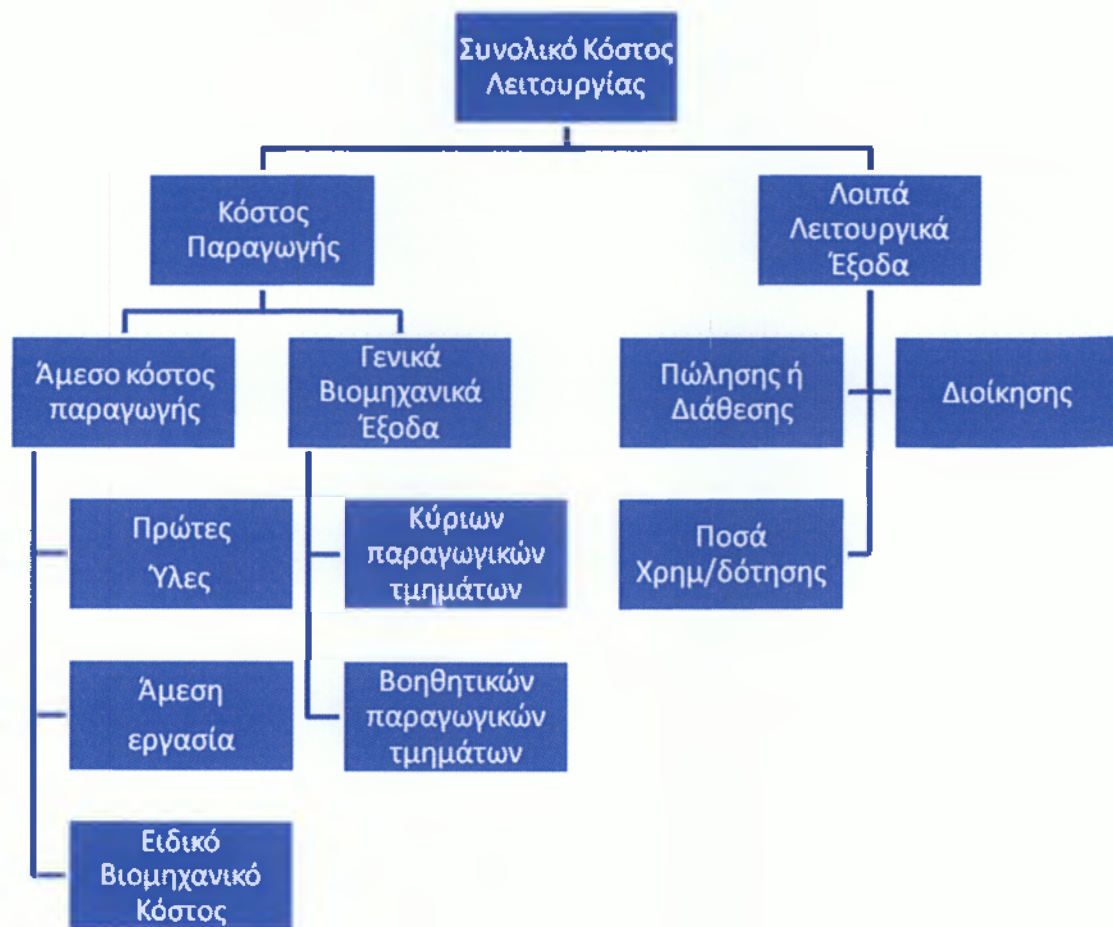 Συνολικό Κόστος
Λειτουργίας
Κόστος
Παραγωγής
Λοιπά
Λειτουργικά
Έξοδα
Άμεσο κόστος
παραγωγής
Γενικά
Βιομηχανικά
Έξοδα
Πώλησης ή
Διάθεσης
Διοίκησης
Πρώτες
Ύλες
Κύριων
παραγωγικών
τμημάτων
Ποσά
Χρημ/δότησης
Άμεση
εργασία
Βοηθητικών
παραγωγικών
τμημάτων
Ειδικό
Βιομηχανικό
Κόστος